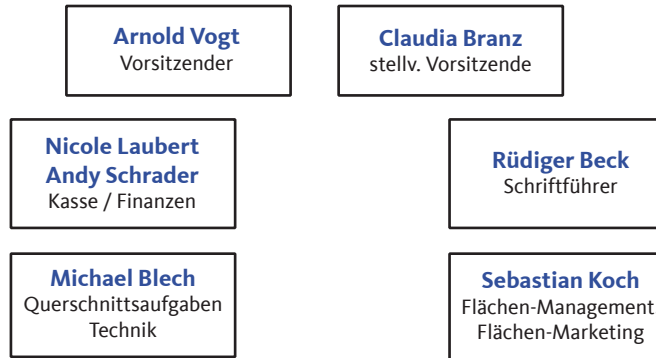 Arnold Vogt
Vorsitzender
Claudia Branz
stellv. Vorsitzende
Nicole Laubert
Andy Schrader
Kasse / Finanzen
Rüdiger Beck
Schriftführer
Michael Blech
Querschnittsaufgaben
Technik
Sebastian Koch
Flächen-Management
Flächen-Marketing